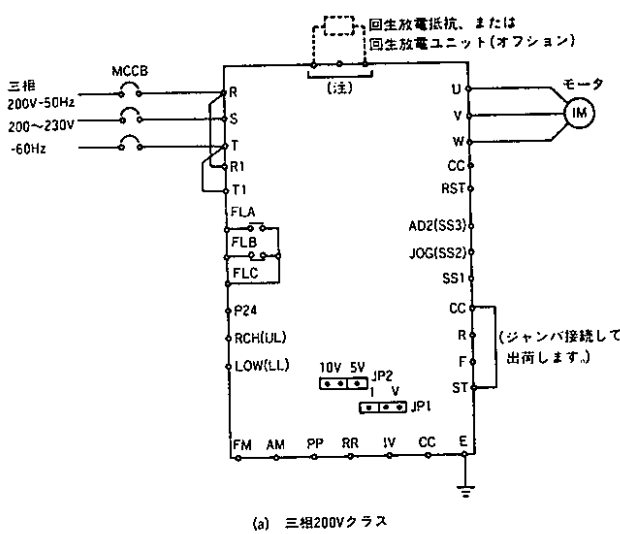 回生放電抵抗、または
回生放電ユニット(オフション)
(注)
三相
200V-50Hz
200～230V
-60Hz
MCCB
R
S
T
R1
T1
FLA
FLB
FLC
P24
RCH(UL)
LOW(LL)
U
V
W
モータ
IM
CC
RST
AD2(SS3)
JOG(SS2)
SS1
CC
R
F
ST
(ジャンパ接続して
出荷します。)
10V 5V
JP2
I V
JP1
FM AM PP RR IV CC E
(a) 三相200Vクラス